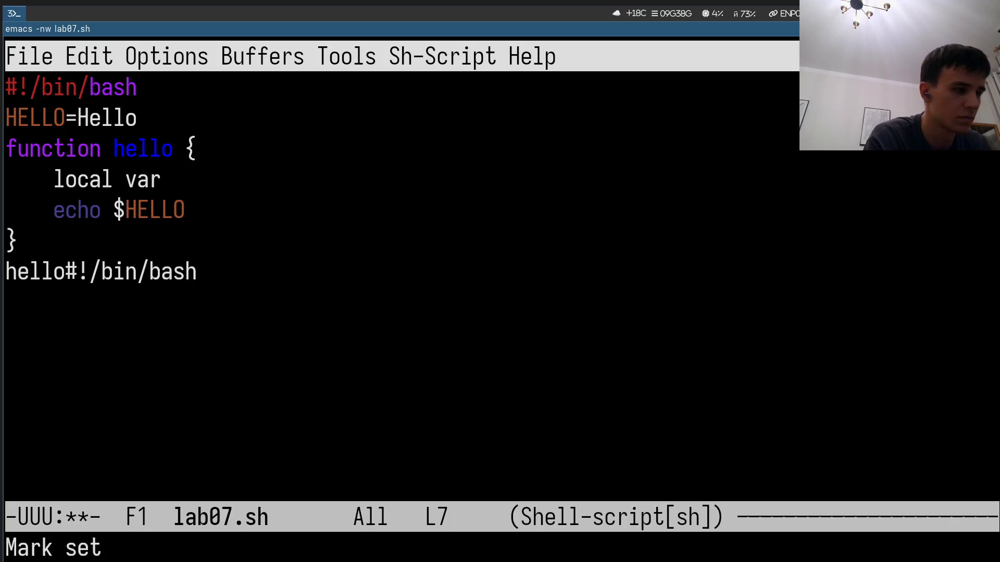 3>_ +18C 09G38G 4% й 73% ENP0
emacs -nw lab07.sh
File Edit Options Buffers Tools Sh-Script Help
#!/bin/bash
HELLO=Hello
function hello {
    local var
    echo $HELLO
}
hello#!/bin/bash
-UUU:**-  F1  lab07.sh       All   L7     (Shell-script[sh])
Mark set